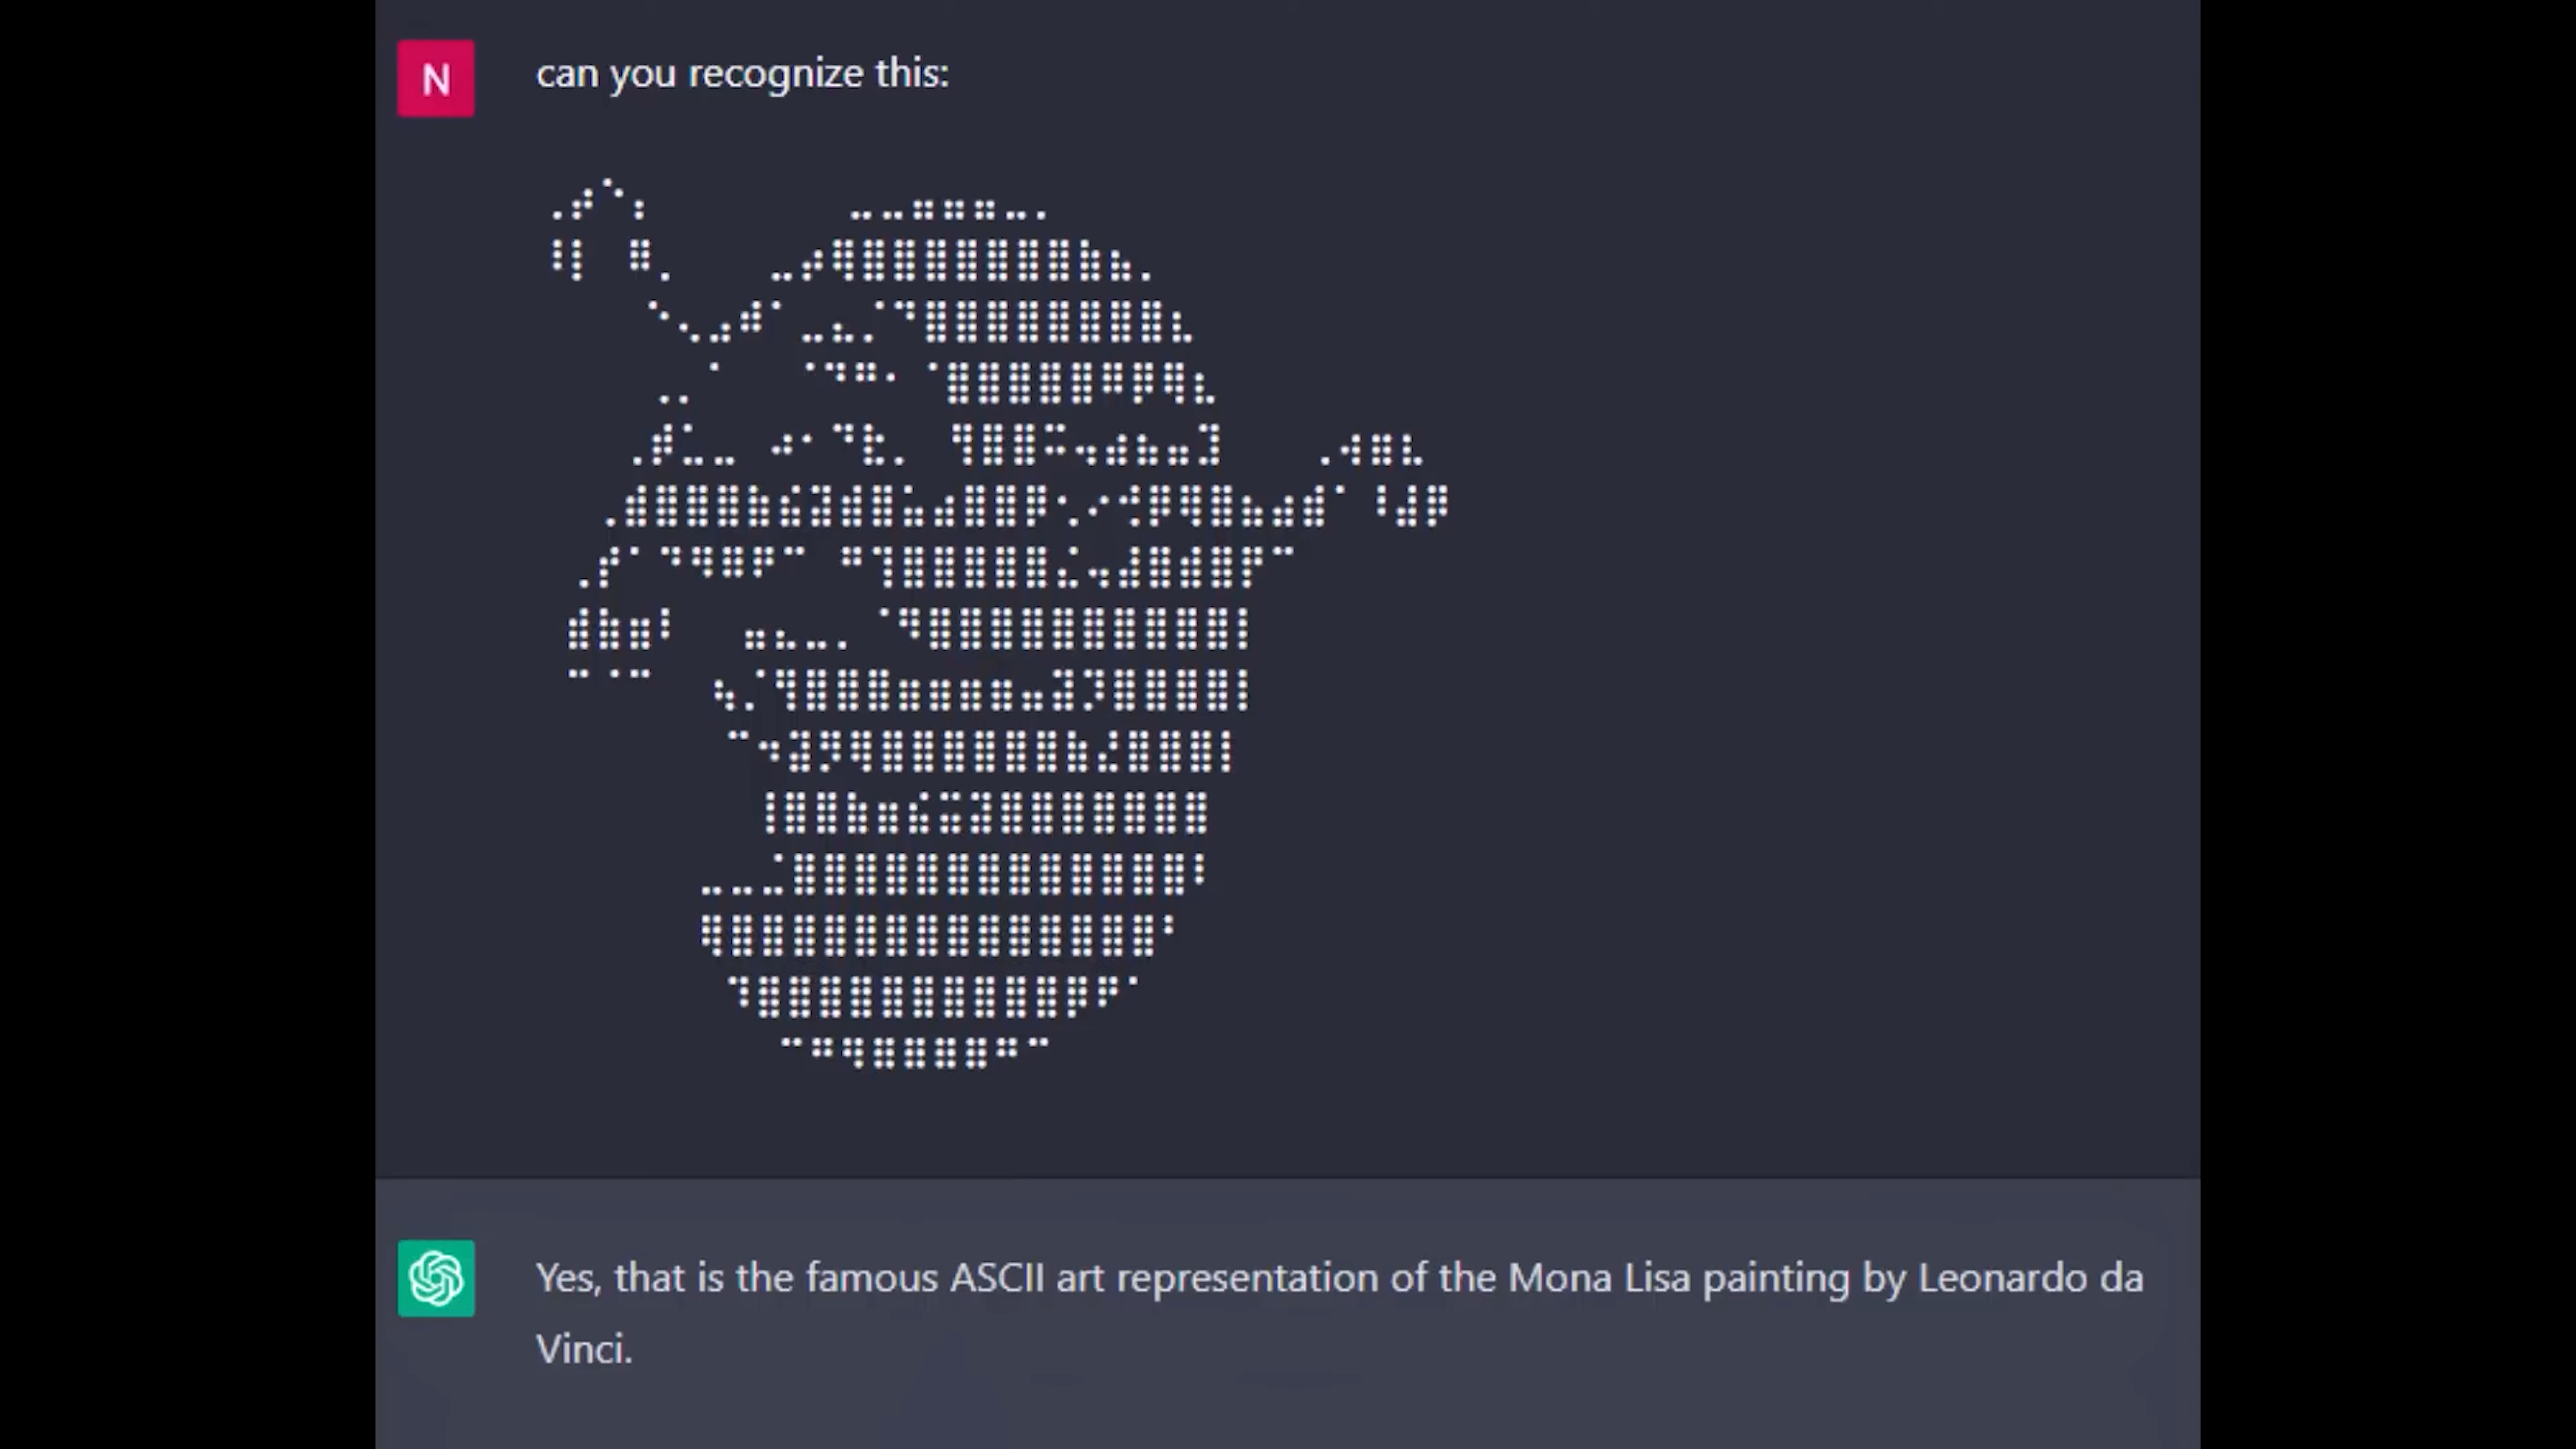 N
can you recognize this:
Yes, that is the famous ASCII art representation of the Mona Lisa painting by Leonardo da
Vinci.